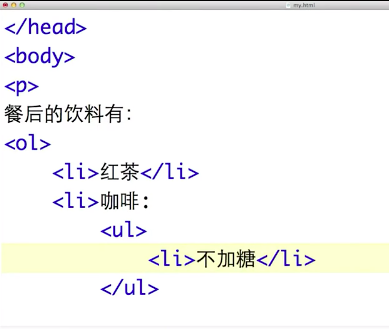 my.html
</head>
<body>
<p>
餐后的饮料有：
<ol>
<li>红茶</li>
<li>咖啡：
<ul>
<li>不加糖</li>
</ul>